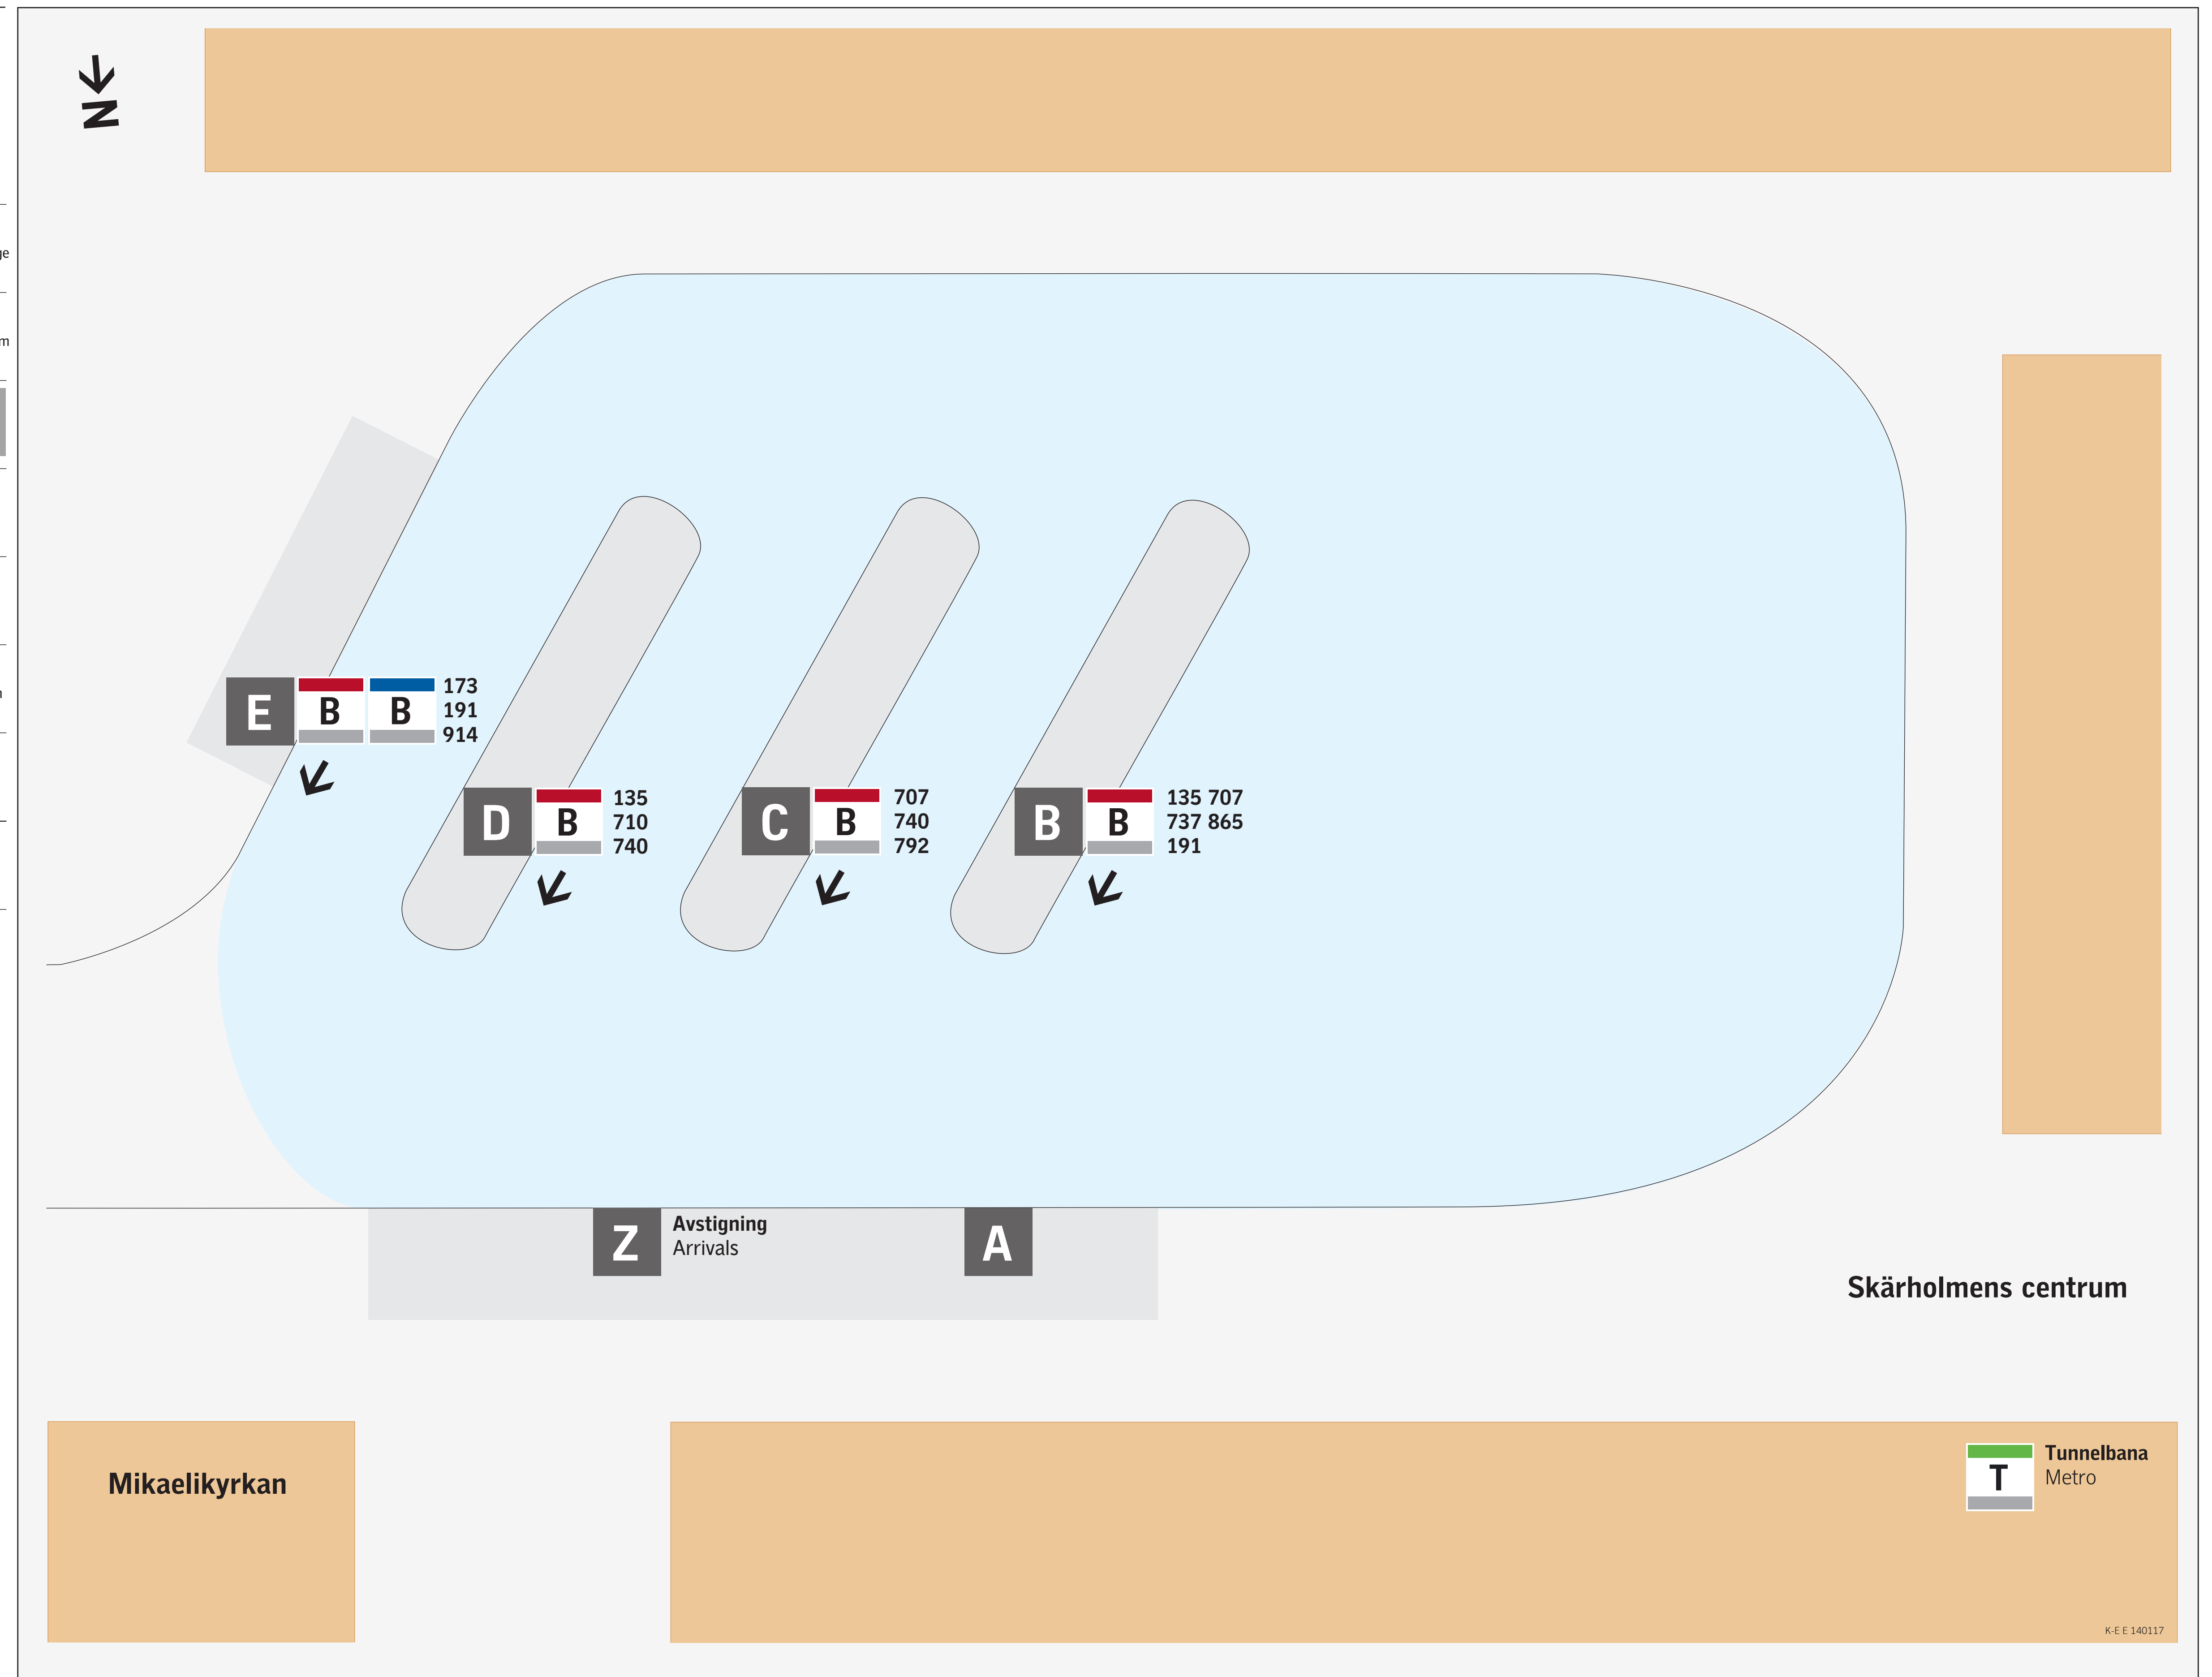 N
ge
m
E B B 173
191
914
D B 135
710
740
C B 707
740
792
B B 135 707
737 865
191
Z Avstigning
Arrivals
A
Skärholmens centrum
Mikaelikyrkan
T Tunnelbana
Metro
K-E E 140117